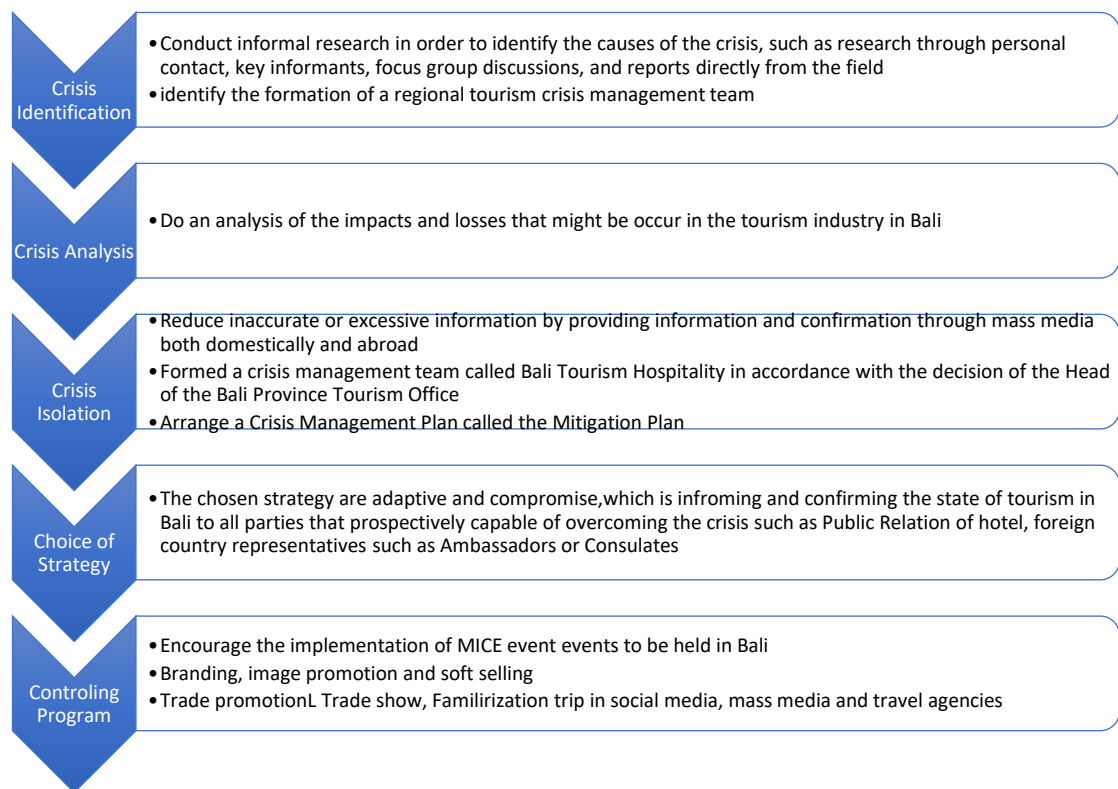 Crisis
Identification
•Conduct informal research in order to identify the causes of the crisis, such as research through personal
contact, key informants, focus group discussions, and reports directly from the field
•identify the formation of a regional tourism crisis management team
Crisis Analysis
•Do an analysis of the impacts and losses that might be occur in the tourism industry in Bali
Crisis
Isolation
•Reduce inaccurate or excessive information by providing information and confirmation through mass media
both domestically and abroad
•Formed a crisis management team called Bali Tourism Hospitality in accordance with the decision of the Head
of the Bali Province Tourism Office
•Arrange a Crisis Management Plan called the Mitigation Plan
Choice of
Strategy
•The chosen strategy are adaptive and compromise,which is infroming and confirming the state of tourism in
Bali to all parties that prospectively capable of overcoming the crisis such as Public Relation of hotel, foreign
country representatives such as Ambassadors or Consulates
Controling
Program
•Encourage the implementation of MICE event events to be held in Bali
•Branding, image promotion and soft selling
•Trade promotionL Trade show, Familirization trip in social media, mass media and travel agencies